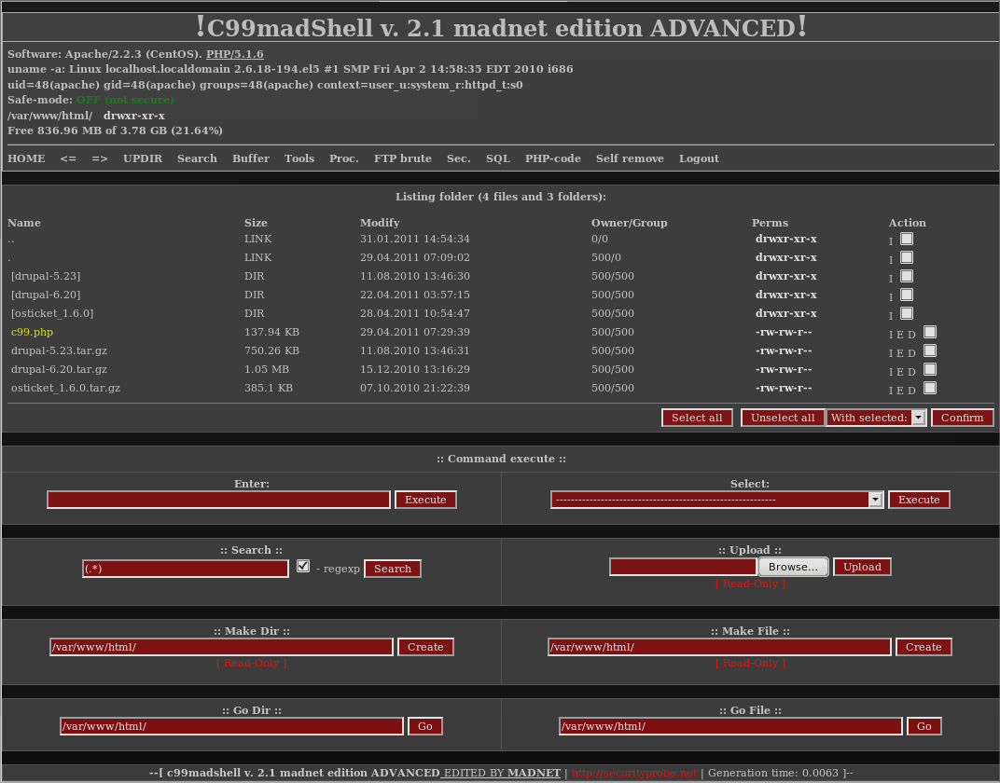 !C99madShell v. 2.1 madnet edition ADVANCED!
Software: Apache/2.2.3 (CentOS). PHP/5.1.6
uname -a: Linux localhost.localdomain 2.6.18-194.el5 #1 SMP Fri Apr 2 14:58:35 EDT 2010 i686
uid=48(apache) gid=48(apache) groups=48(apache) context=user_u:system_r:httpd_t:s0
Safe-mode: OFF (not secure)
/var/www/html/ drwxr-xr-x
Free 836.96 MB of 3.78 GB (21.64%)
HOME <= => UPDIR Search Buffer Tools Proc. FTP brute Sec. SQL PHP-code Self remove Logout
Listing folder (4 files and 3 folders):
Name Size Modify Owner/Group Perms Action
.. LINK 31.01.2011 14:54:34 0/0 drwxr-xr-x I
. LINK 29.04.2011 07:09:02 500/0 drwxr-xr-x I
[drupal-5.23] DIR 11.08.2010 13:46:30 500/500 drwxr-xr-x I
[drupal-6.20] DIR 22.04.2011 03:57:15 500/500 drwxr-xr-x I
[osticket_1.6.0] DIR 28.04.2011 10:54:47 500/500 drwxr-xr-x I
c99.php 137.94 KB 29.04.2011 07:29:39 500/500 -rw-rw-r-- I E D
drupal-5.23.tar.gz 750.26 KB 11.08.2010 13:46:31 500/500 -rw-rw-r-- I E D
drupal-6.20.tar.gz 1.05 MB 15.12.2010 13:16:29 500/500 -rw-rw-r-- I E D
osticket_1.6.0.tar.gz 385.1 KB 07.10.2010 21:22:39 500/500 -rw-rw-r-- I E D
Select all Unselect all With selected: Confirm
:: Command execute ::
Enter: Select:
Execute ----------------------------------------------------------- Execute
:: Search :: :: Upload ::
(.*) - regexp Search Browse... Upload
[ Read-Only ]
:: Make Dir :: :: Make File ::
/var/www/html/ Create /var/www/html/ Create
[ Read-Only ] [ Read-Only ]
:: Go Dir :: :: Go File ::
/var/www/html/ Go /var/www/html/ Go
--[ c99madshell v. 2.1 madnet edition ADVANCED EDITED BY MADNET | http://securityprobe.net | Generation time: 0.0063 ]--